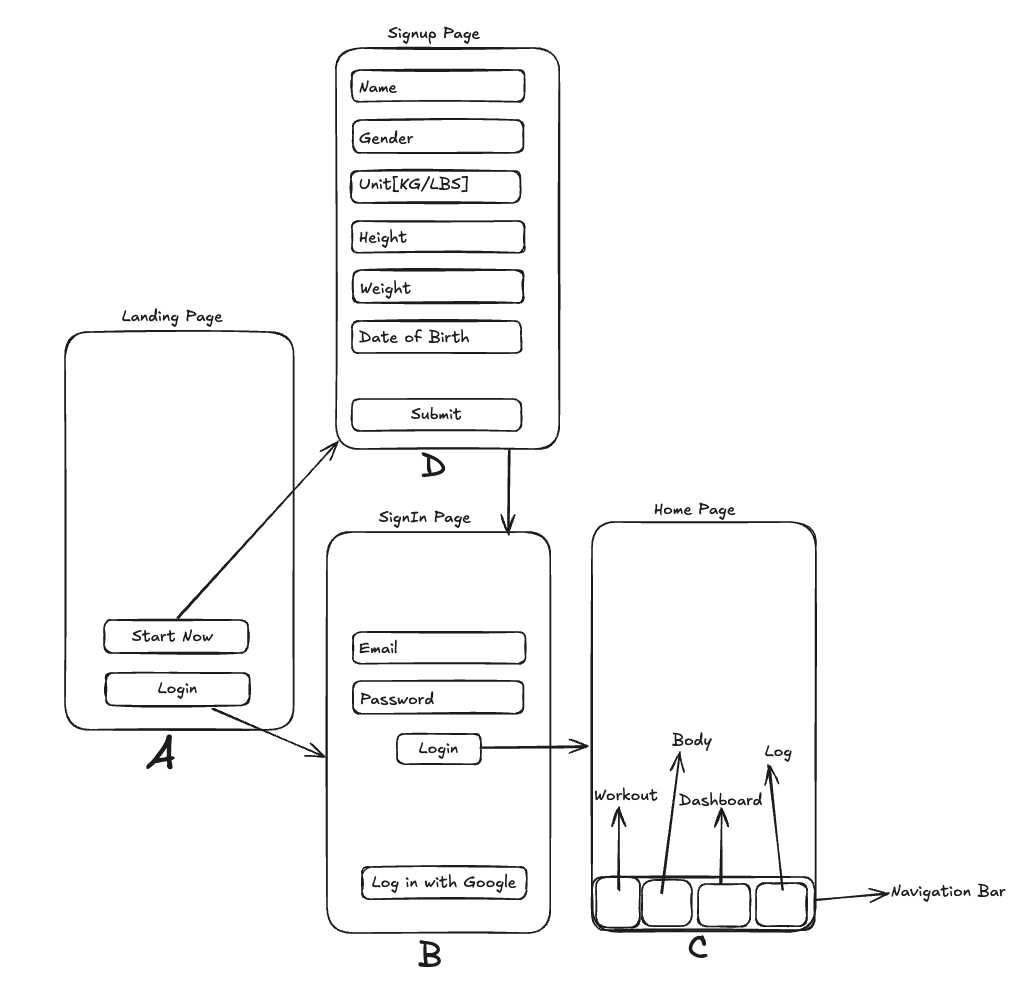 Signup Page
Name
Gender
Unit[KG/LBS]
Height
Weight
Date of Birth
Submit
D
Landing Page
Start Now
Login
A
SignIn Page
Email
Password
Login
Log in with Google
B
Home Page
Body
Log
Workout
Dashboard
Navigation Bar
C